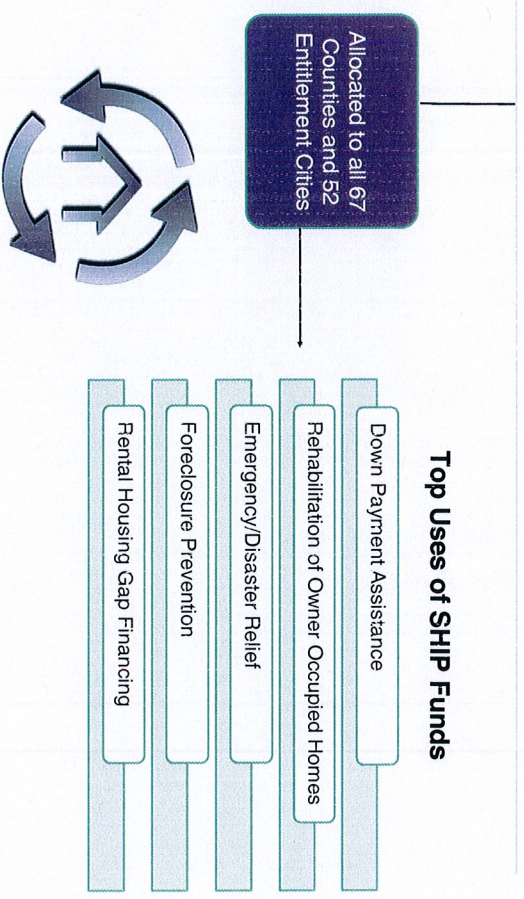 Allocated to all 67
Counties and 52
Entitlement Cities
Top Uses of SHIP Funds
Down Payment Assistance
Rehabilitation of Owner Occupied Homes
Emergency/Disaster Relief
Foreclosure Prevention
Rental Housing Gap Financing